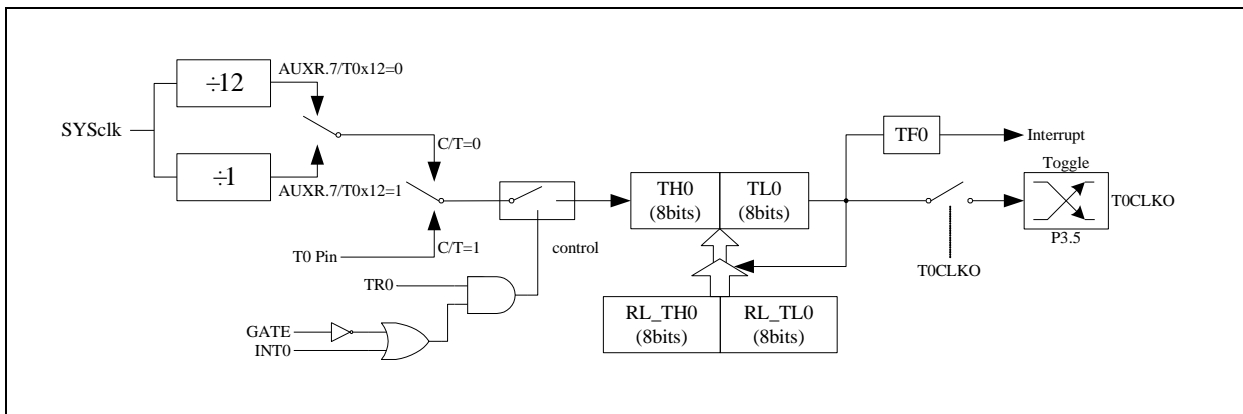 ÷12
AUXR.7/T0x12=0
SYSclk
÷1
AUXR.7/T0x12=1
C/T=0
C/T=1
T0 Pin
control
TR0
GATE
INT0
TH0
(8bits)
TL0
(8bits)
RL_TH0
(8bits)
RL_TL0
(8bits)
TF0
Interrupt
Toggle
T0CLKO
P3.5
T0CLKO